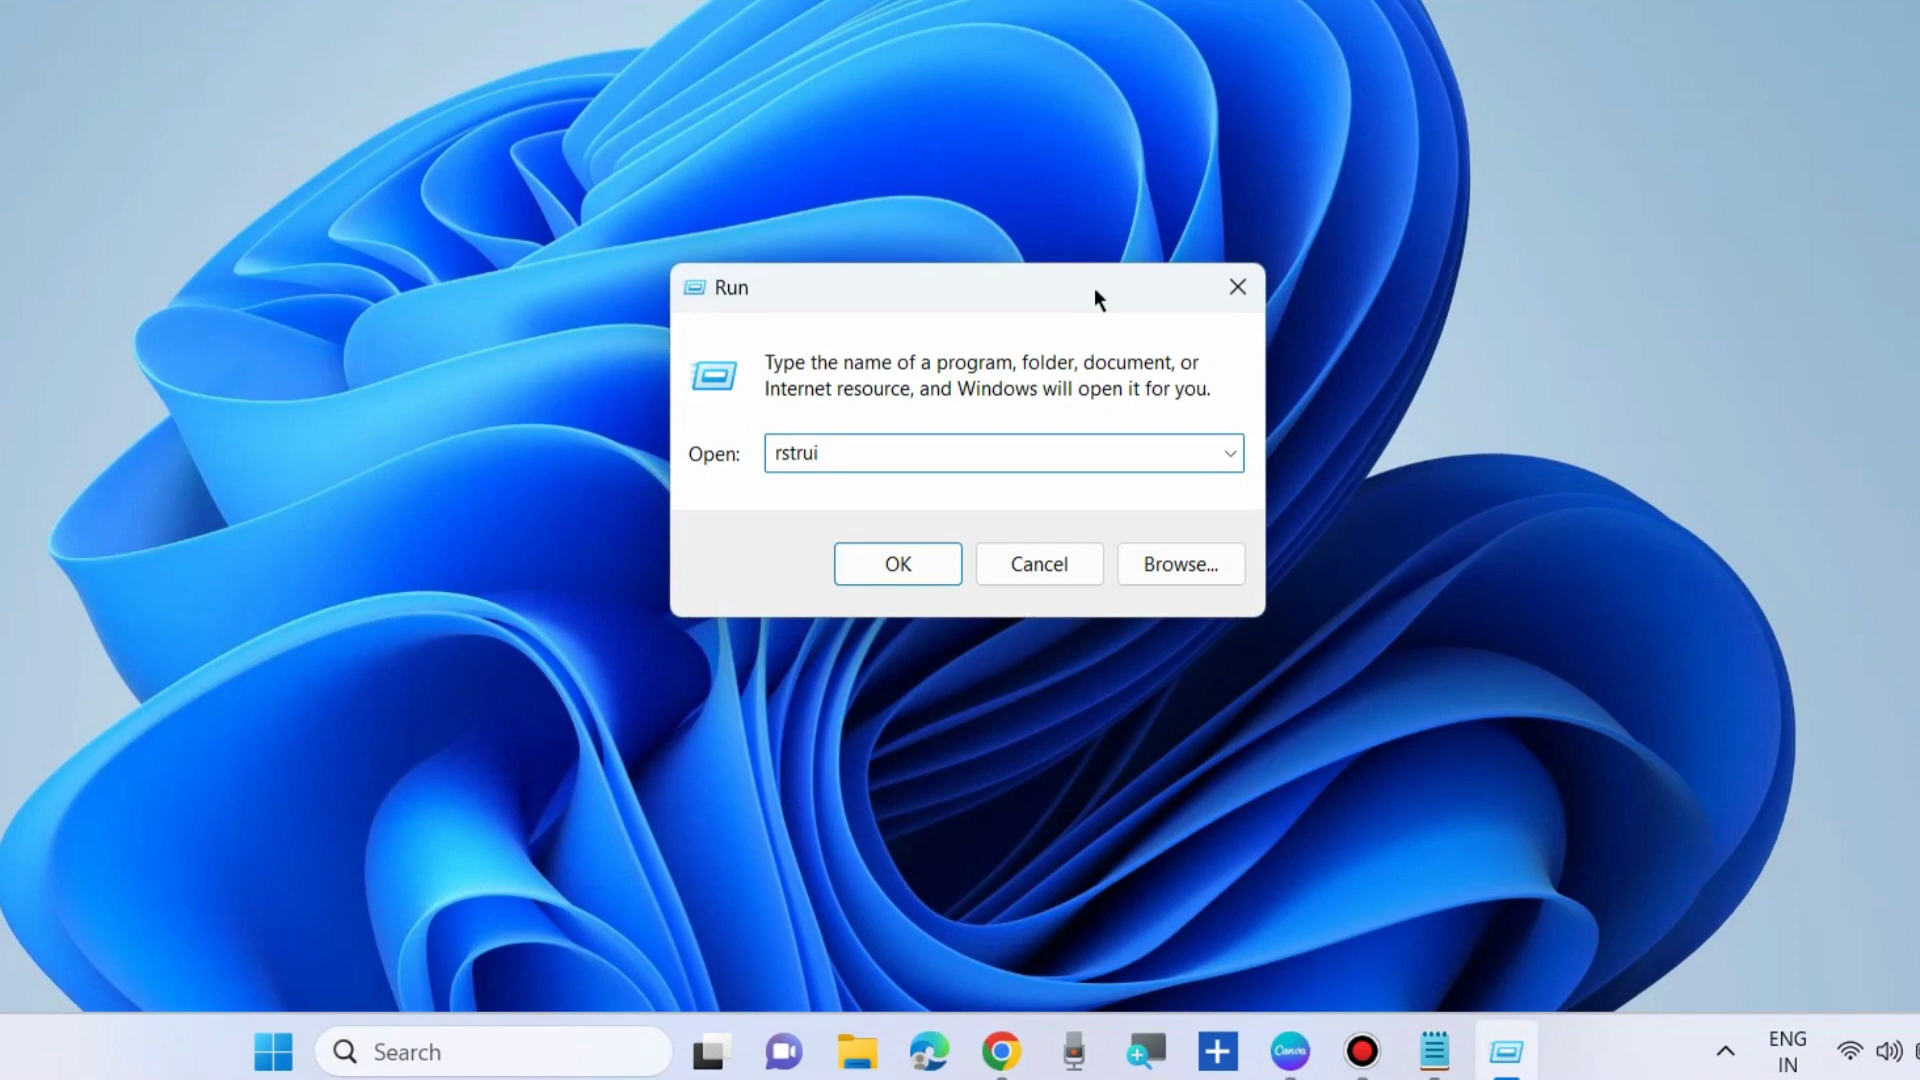 Run
Type the name of a program, folder, document, or
Internet resource, and Windows will open it for you.
Open: rstrui
OK Cancel Browse...
Search
Canva
ENG
IN